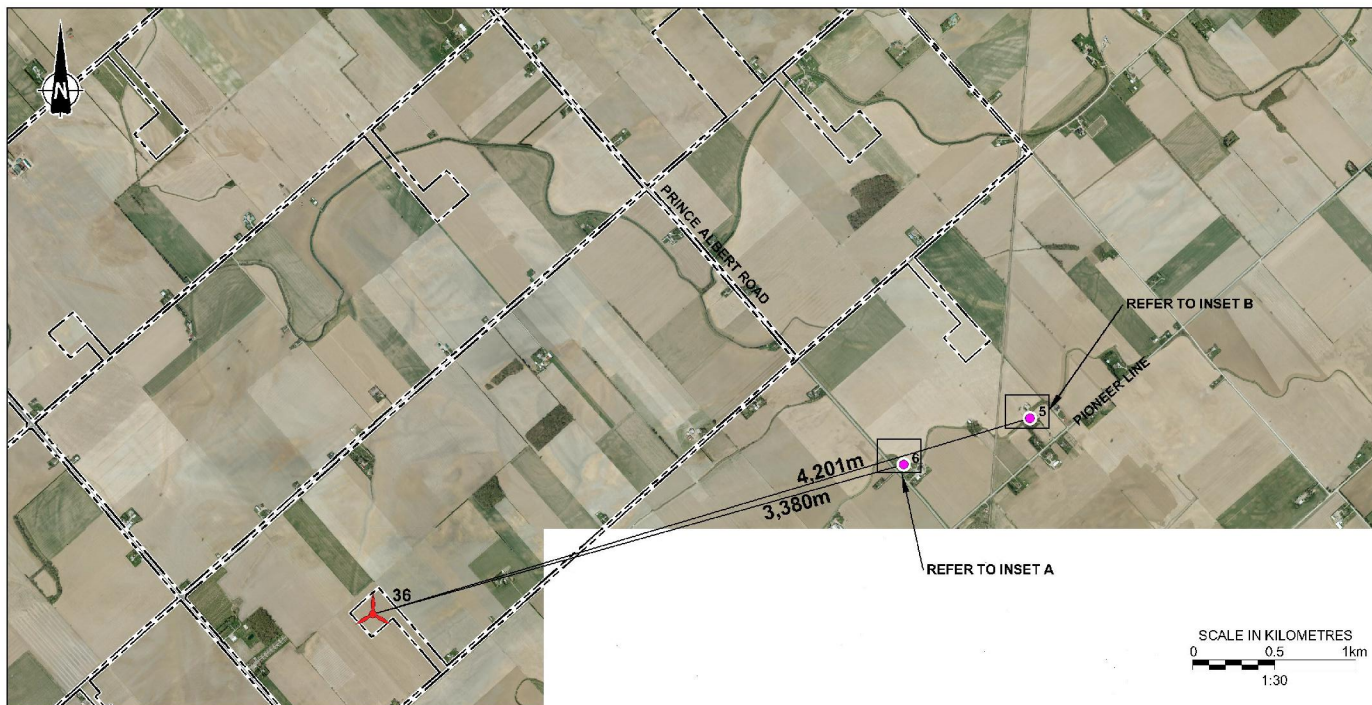 N
PRINCE ALBERT ROAD
REFER TO INSET B
PIONEER LINE
5
6
4,201m
3,380m
REFER TO INSET A
36
SCALE IN KILOMETRES
0 0.5 1km
1:30